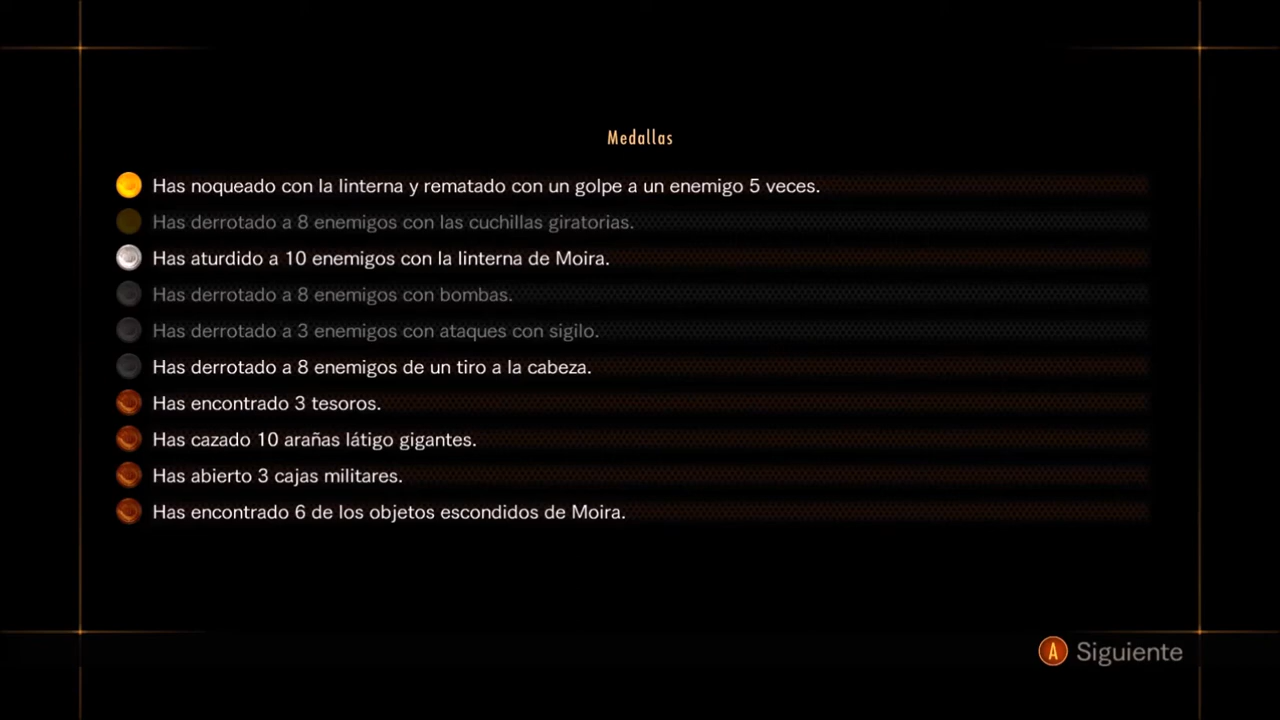 Medallas
Has noqueado con la linterna y rematado con un golpe a un enemigo 5 veces.
Has derrotado a 8 enemigos con las cuchillas giratorias.
Has aturdido a 10 enemigos con la linterna de Moira.
Has derrotado a 8 enemigos con bombas.
Has derrotado a 3 enemigos con ataques con sigilo.
Has derrotado a 8 enemigos de un tiro a la cabeza.
Has encontrado 3 tesoros.
Has cazado 10 arañas látigo gigantes.
Has abierto 3 cajas militares.
Has encontrado 6 de los objetos escondidos de Moira.
A Siguiente